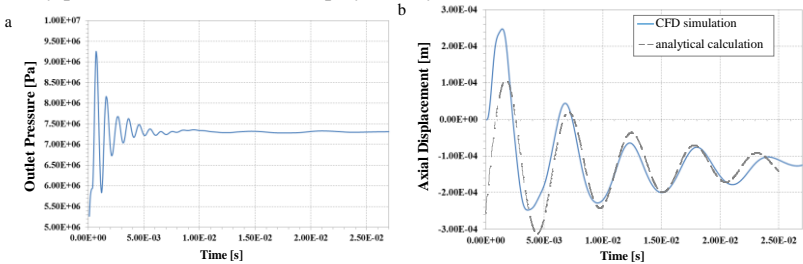 a
1.00E+07
9.50E+06
9.00E+06
8.50E+06
8.00E+06
7.50E+06
7.00E+06
6.50E+06
6.00E+06
5.50E+06
5.00E+06
Outlet Pressure [Pa]
0.00E+00 5.00E-03 1.00E-02 1.50E-02 2.00E-02 2.50E-02
Time [s]
b
3.00E-04
2.00E-04
1.00E-04
0.00E+00
-1.00E-04
-2.00E-04
-3.00E-04
Axial Displacement [m]
CFD simulation
analytical calculation
0.00E+00 5.00E-03 1.00E-02 1.50E-02 2.00E-02 2.50E-02
Time [s]